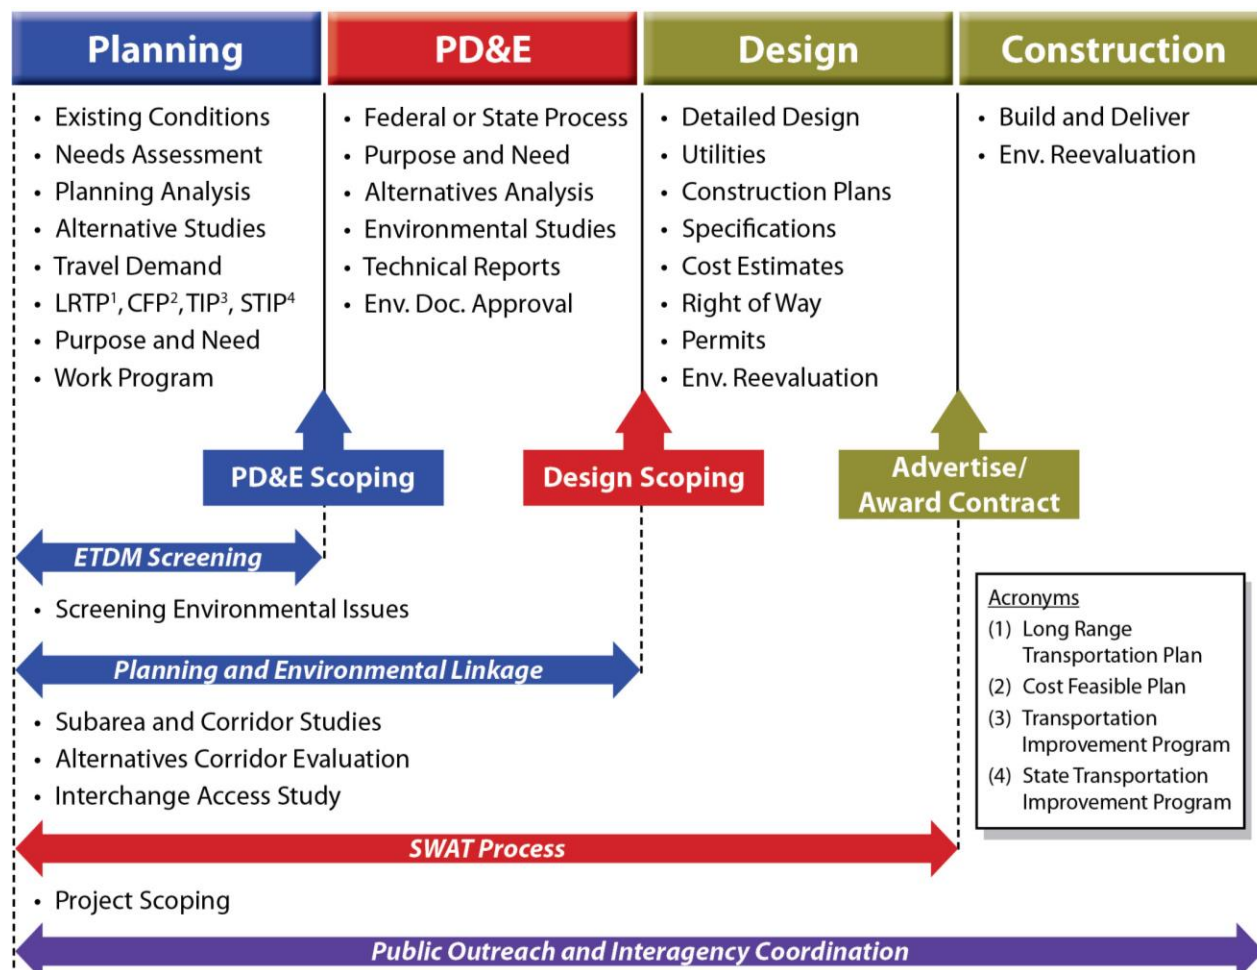 Planning
PD&E
Design
Construction
• Existing Conditions
• Needs Assessment
• Planning Analysis
• Alternative Studies
• Travel Demand
• LRTP¹, CFP², TIP³, STIP⁴
• Purpose and Need
• Work Program
• Federal or State Process
• Purpose and Need
• Alternatives Analysis
• Environmental Studies
• Technical Reports
• Env. Doc. Approval
• Detailed Design
• Utilities
• Construction Plans
• Specifications
• Cost Estimates
• Right of Way
• Permits
• Env. Reevaluation
• Build and Deliver
• Env. Reevaluation
PD&E Scoping
Design Scoping
Advertise/
Award Contract
ETDM Screening
• Screening Environmental Issues
Planning and Environmental Linkage
• Subarea and Corridor Studies
• Alternatives Corridor Evaluation
• Interchange Access Study
SWAT Process
• Project Scoping
Public Outreach and Interagency Coordination
Acronyms
(1) Long Range
Transportation Plan
(2) Cost Feasible Plan
(3) Transportation
Improvement Program
(4) State Transportation
Improvement Program